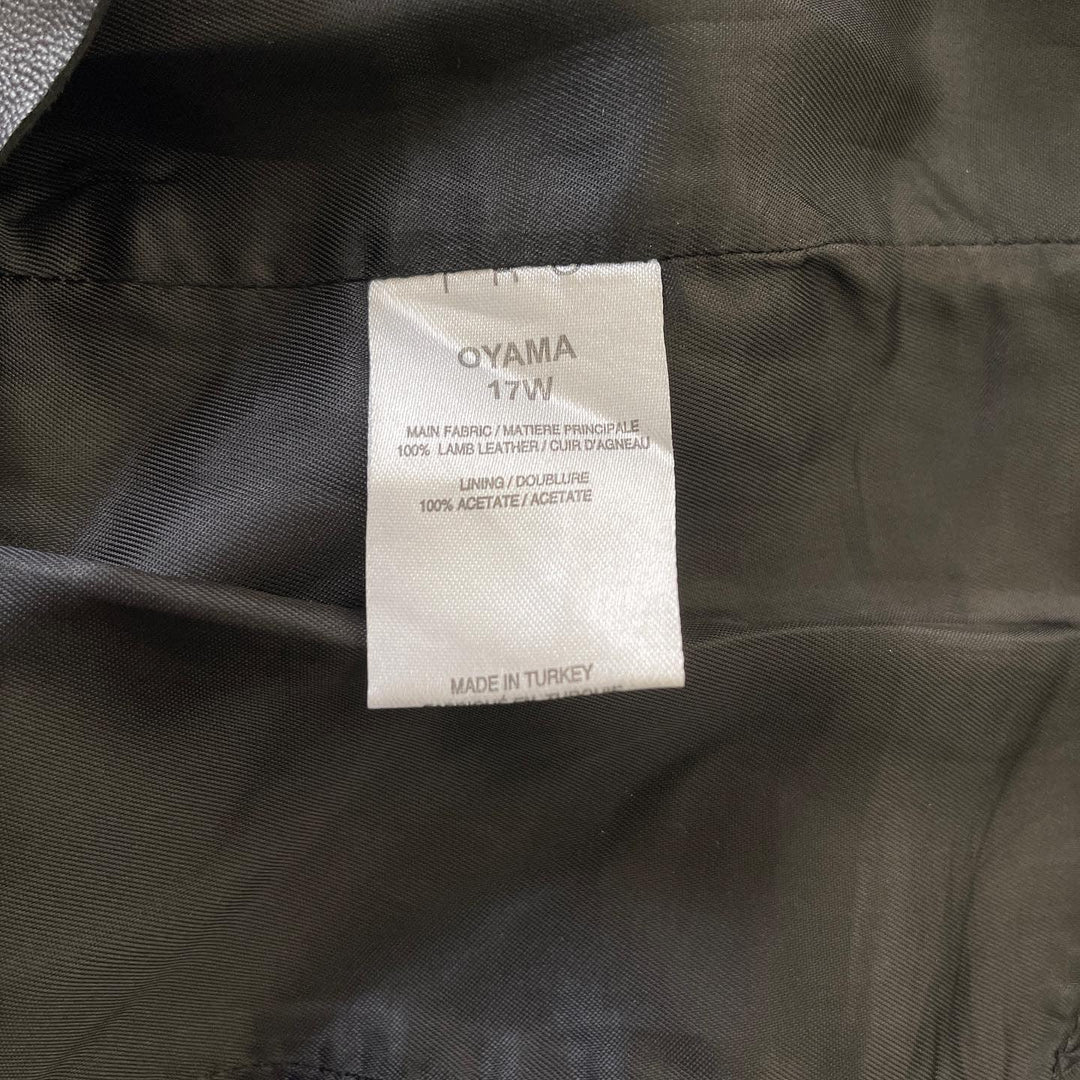 OYAMA
17W
MAIN FABRIC / MATIERE PRINCIPALE
100% LAMB LEATHER / CUIR D'AGNEAU
LINING / DOUBLURE
100% ACETATE / ACETATE
MADE IN TURKEY